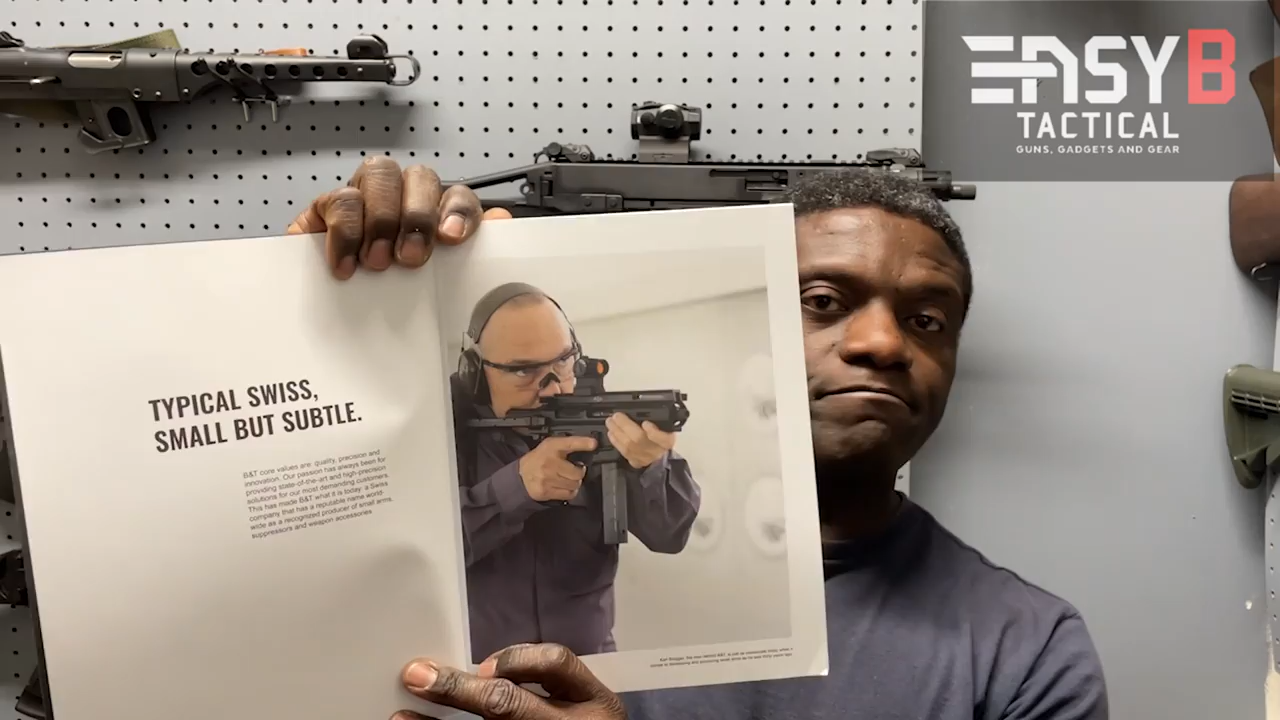 EASYB
TACTICAL
GUNS, GADGETS AND GEAR
TYPICAL SWISS,
SMALL BUT SUBTLE.
B&T core values are: quality, precision and
innovation. Our passion has always been for
providing state-of-the-art and high-precision
solutions for our most demanding customers.
This has made B&T what it is today: a Swiss
company that has a reputable name world-
wide as a recognized producer of small arms,
suppressors and weapon accessories